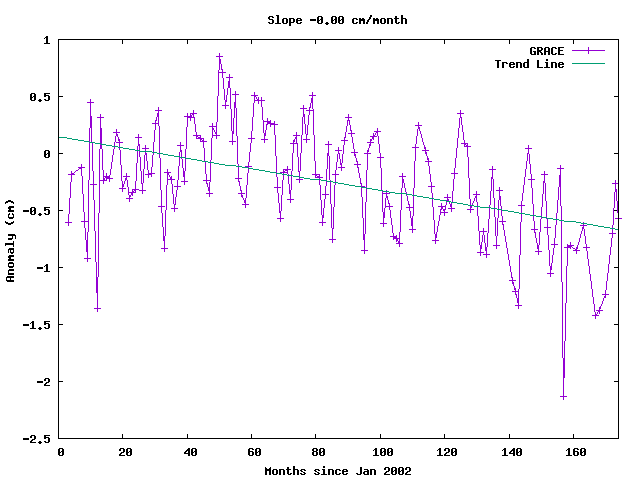 Slope -0.00 cm/month
GRACE
Trend Line
1
0.5
0
-0.5
-1
-1.5
-2
-2.5
Anomaly (cm)
0 20 40 60 80 100 120 140 160
Months since Jan 2002